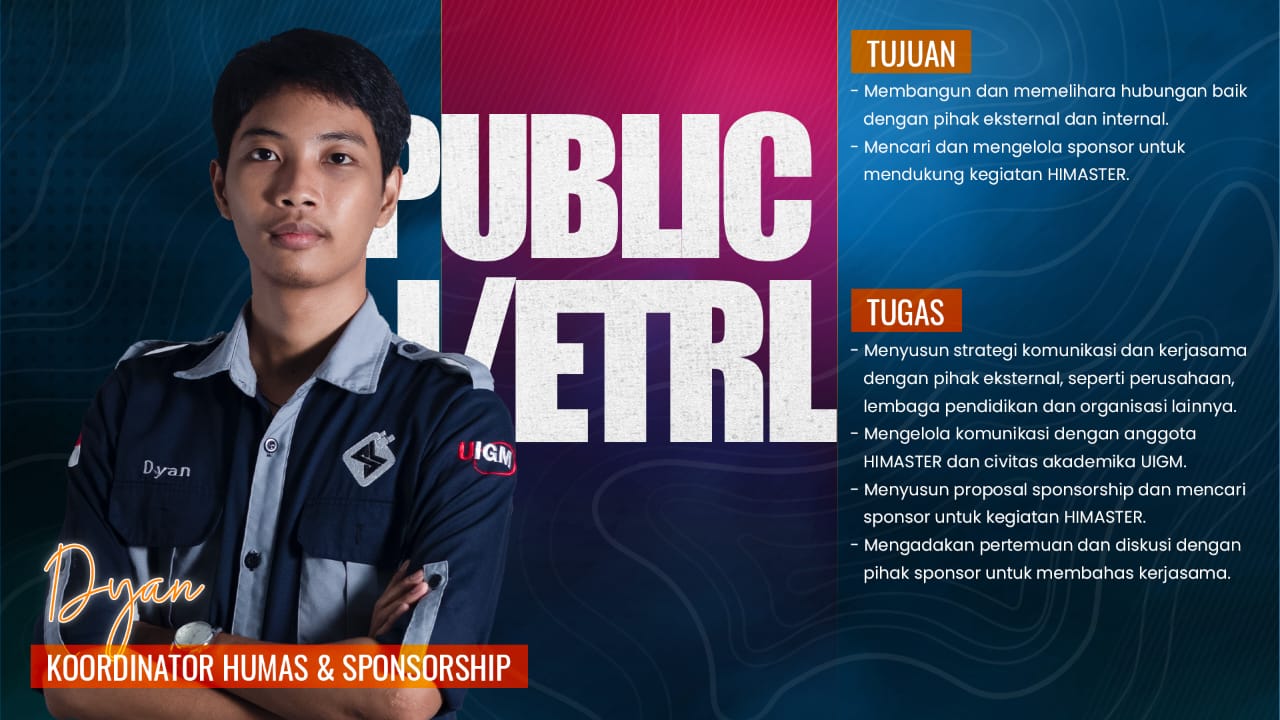 PUBLIC
/ETRL
Dyan
UIGM
Dyan
KOORDINATOR HUMAS & SPONSORSHIP
TUJUAN
- Membangun dan memelihara hubungan baik
dengan pihak eksternal dan internal.
- Mencari dan mengelola sponsor untuk
mendukung kegiatan HIMASTER.
TUGAS
- Menyusun strategi komunikasi dan kerjasama
dengan pihak eksternal, seperti perusahaan,
lembaga pendidikan dan organisasi lainnya.
- Mengelola komunikasi dengan anggota
HIMASTER dan civitas akademika UIGM.
- Menyusun proposal sponsorship dan mencari
sponsor untuk kegiatan HIMASTER.
- Mengadakan pertemuan dan diskusi dengan
pihak sponsor untuk membahas kerjasama.